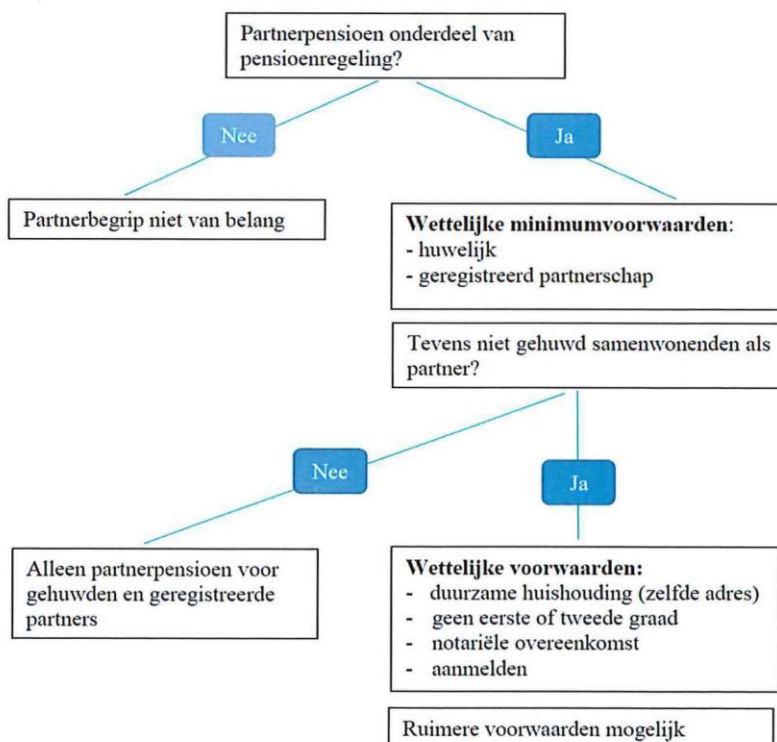 Partnerpensioen onderdeel van
pensioenregeling?
Nee
Ja
Partnerbegrip niet van belang
Wettelijke minimumvoorwaarden:
- huwelijk
- geregistreerd partnerschap
Tevens niet gehuwd samenwonenden als
partner?
Nee
Ja
Alleen partnerpensioen voor
gehuwden en geregistreerde
partners
Wettelijke voorwaarden:
- duurzame huishouding (zelfde adres)
- geen eerste of tweede graad
- notariële overeenkomst
- aanmelden
Ruimere voorwaarden mogelijk